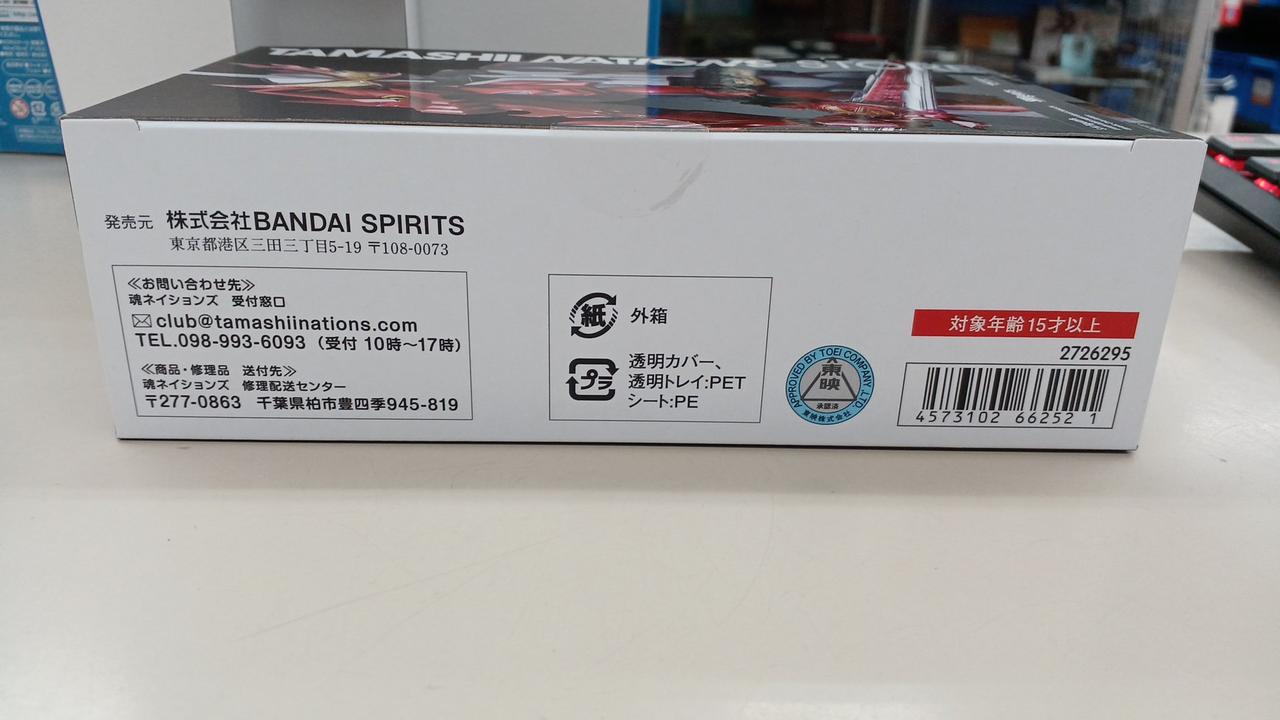 TAMASHII NATIONS STO
発売元 株式会社BANDAI SPIRITS
東京都港区三田三丁目5-19 〒108-0073
≪お問い合わせ先≫
魂ネイションズ 受付窓口
club@tamashiinations.com
TEL.098-993-6093 (受付 10時〜17時)
≪商品・修理品 送付先≫
魂ネイションズ 修理配送センター
〒277-0863 千葉県柏市豊四季945-819
紙 外箱
プラ 透明カバー、
透明トレイ:PET
シート:PE
APPROVED BY TOEI COMPANY, LTD.
東映
承認済
東映株式会社
対象年齢15才以上
2726295
4573102 66252 1